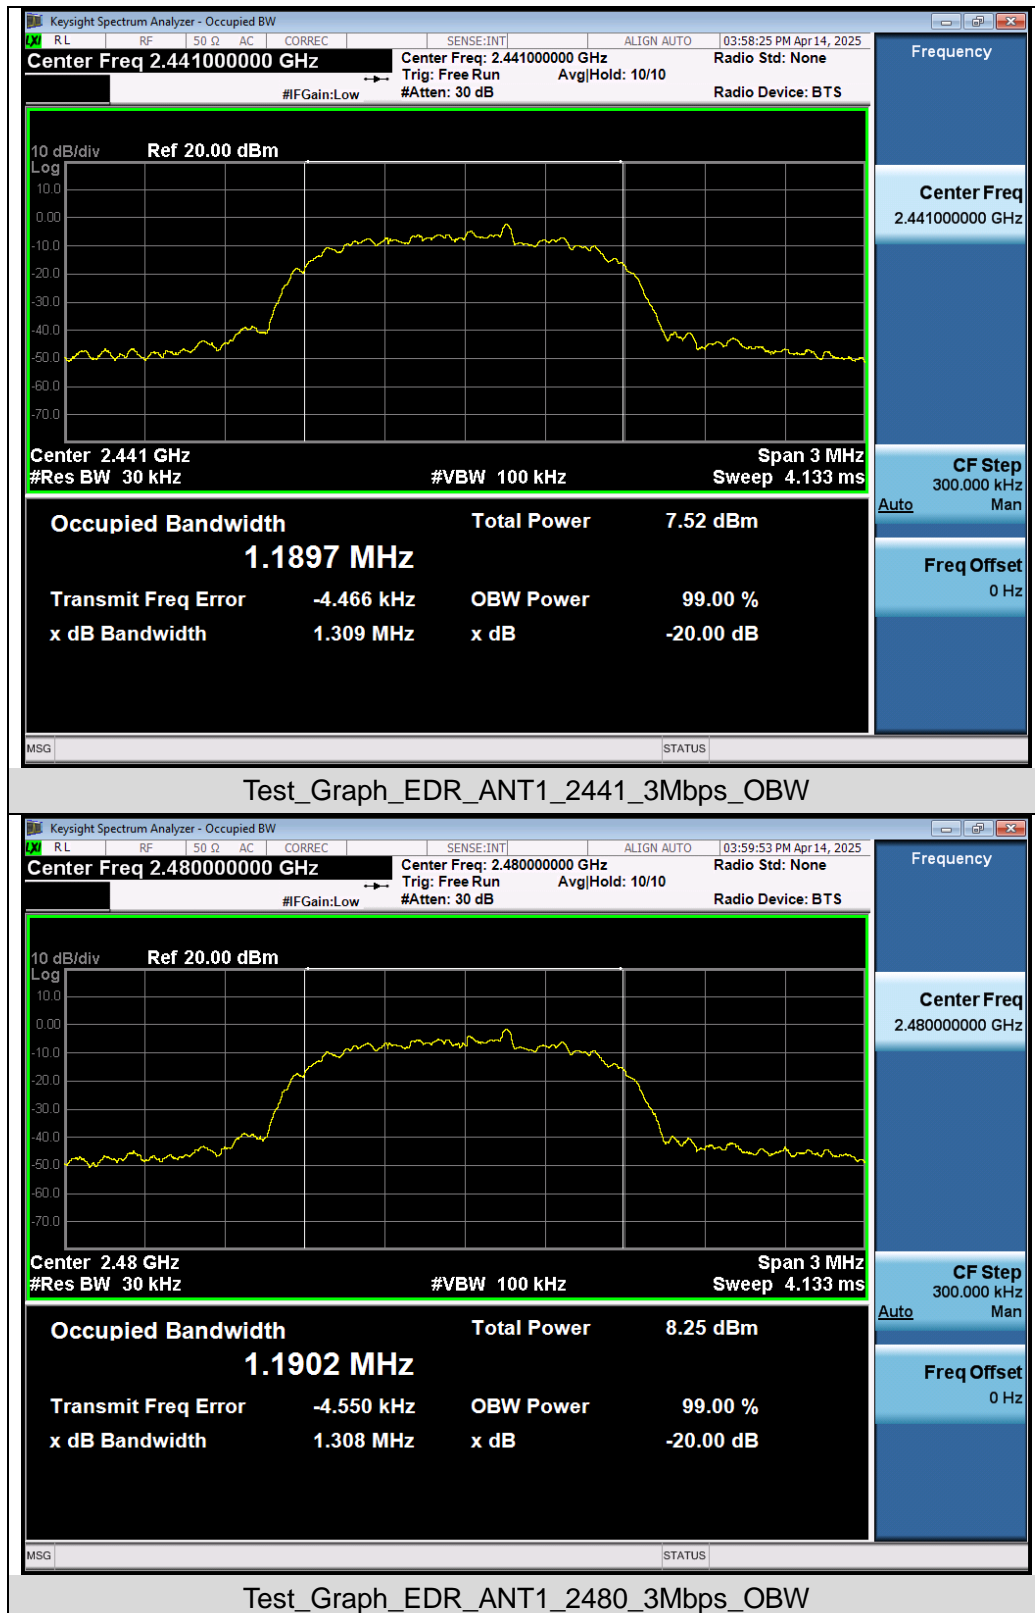 Keysight Spectrum Analyzer - Occupied BW
LXI RL RF 50 Ω AC CORREC SENSE:INT ALIGN AUTO 03:58:25 PM Apr 14, 2025
Center Freq 2.441000000 GHz
Center Freq: 2.441000000 GHz
Radio Std: None
Trig: Free Run Avg|Hold: 10/10
#IFGain:Low
#Atten: 30 dB
Radio Device: BTS
Frequency
10 dB/div Ref 20.00 dBm
Log
10.0
0.00
-10.0
-20.0
-30.0
-40.0
-50.0
-60.0
-70.0
Center Freq
2.441000000 GHz
Center 2.441 GHz Span 3 MHz
#Res BW 30 kHz #VBW 100 kHz Sweep 4.133 ms
CF Step
300.000 kHz
Auto Man
Occupied Bandwidth Total Power 7.52 dBm
1.1897 MHz
Transmit Freq Error -4.466 kHz OBW Power 99.00 %
x dB Bandwidth 1.309 MHz x dB -20.00 dB
Freq Offset
0 Hz
MSG STATUS
Test_Graph_EDR_ANT1_2441_3Mbps_OBW
Keysight Spectrum Analyzer - Occupied BW
LXI RL RF 50 Ω AC CORREC SENSE:INT ALIGN AUTO 03:59:53 PM Apr 14, 2025
Center Freq 2.480000000 GHz
Center Freq: 2.480000000 GHz
Radio Std: None
Trig: Free Run Avg|Hold: 10/10
#IFGain:Low
#Atten: 30 dB
Radio Device: BTS
Frequency
10 dB/div Ref 20.00 dBm
Log
10.0
0.00
-10.0
-20.0
-30.0
-40.0
-50.0
-60.0
-70.0
Center Freq
2.480000000 GHz
Center 2.48 GHz Span 3 MHz
#Res BW 30 kHz #VBW 100 kHz Sweep 4.133 ms
CF Step
300.000 kHz
Auto Man
Occupied Bandwidth Total Power 8.25 dBm
1.1902 MHz
Transmit Freq Error -4.550 kHz OBW Power 99.00 %
x dB Bandwidth 1.308 MHz x dB -20.00 dB
Freq Offset
0 Hz
MSG STATUS
Test_Graph_EDR_ANT1_2480_3Mbps_OBW